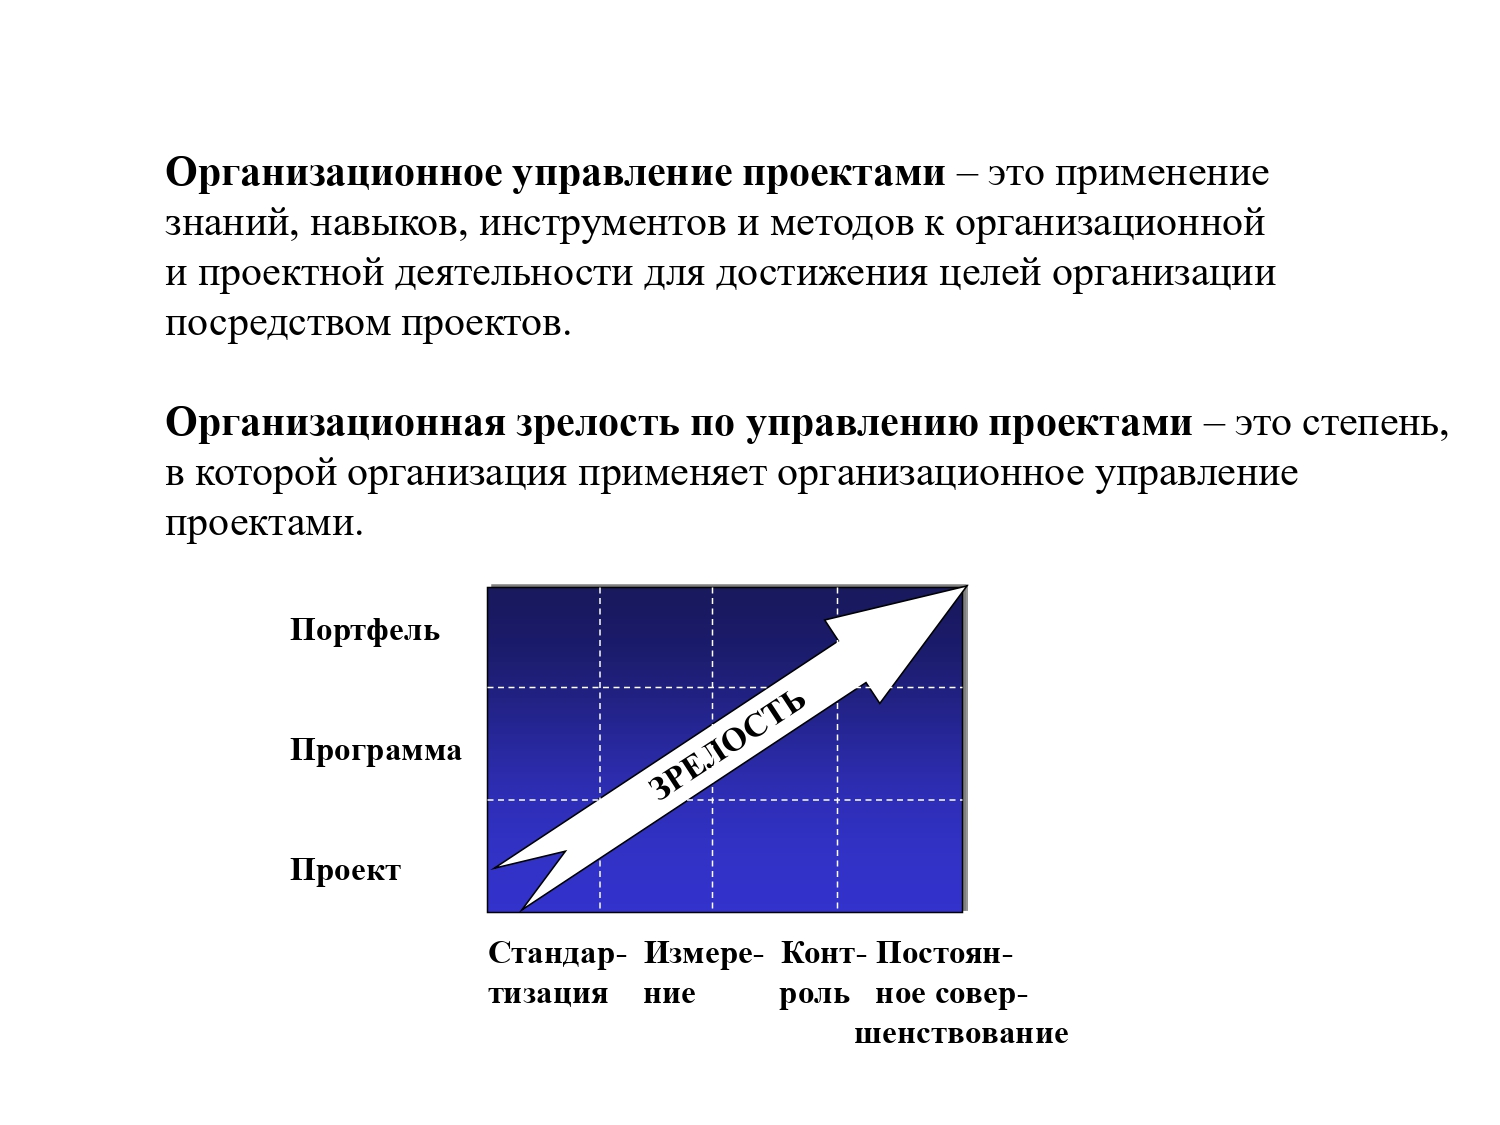 Организационное управление проектами – это применение
знаний, навыков, инструментов и методов к организационной
и проектной деятельности для достижения целей организации
посредством проектов.
Организационная зрелость по управлению проектами – это степень,
в которой организация применяет организационное управление
проектами.
Портфель
Программа
Проект
ЗРЕЛОСТЬ
Стандар- Измере- Конт- Постоян-
тизация ние роль ное совер-
шенствование